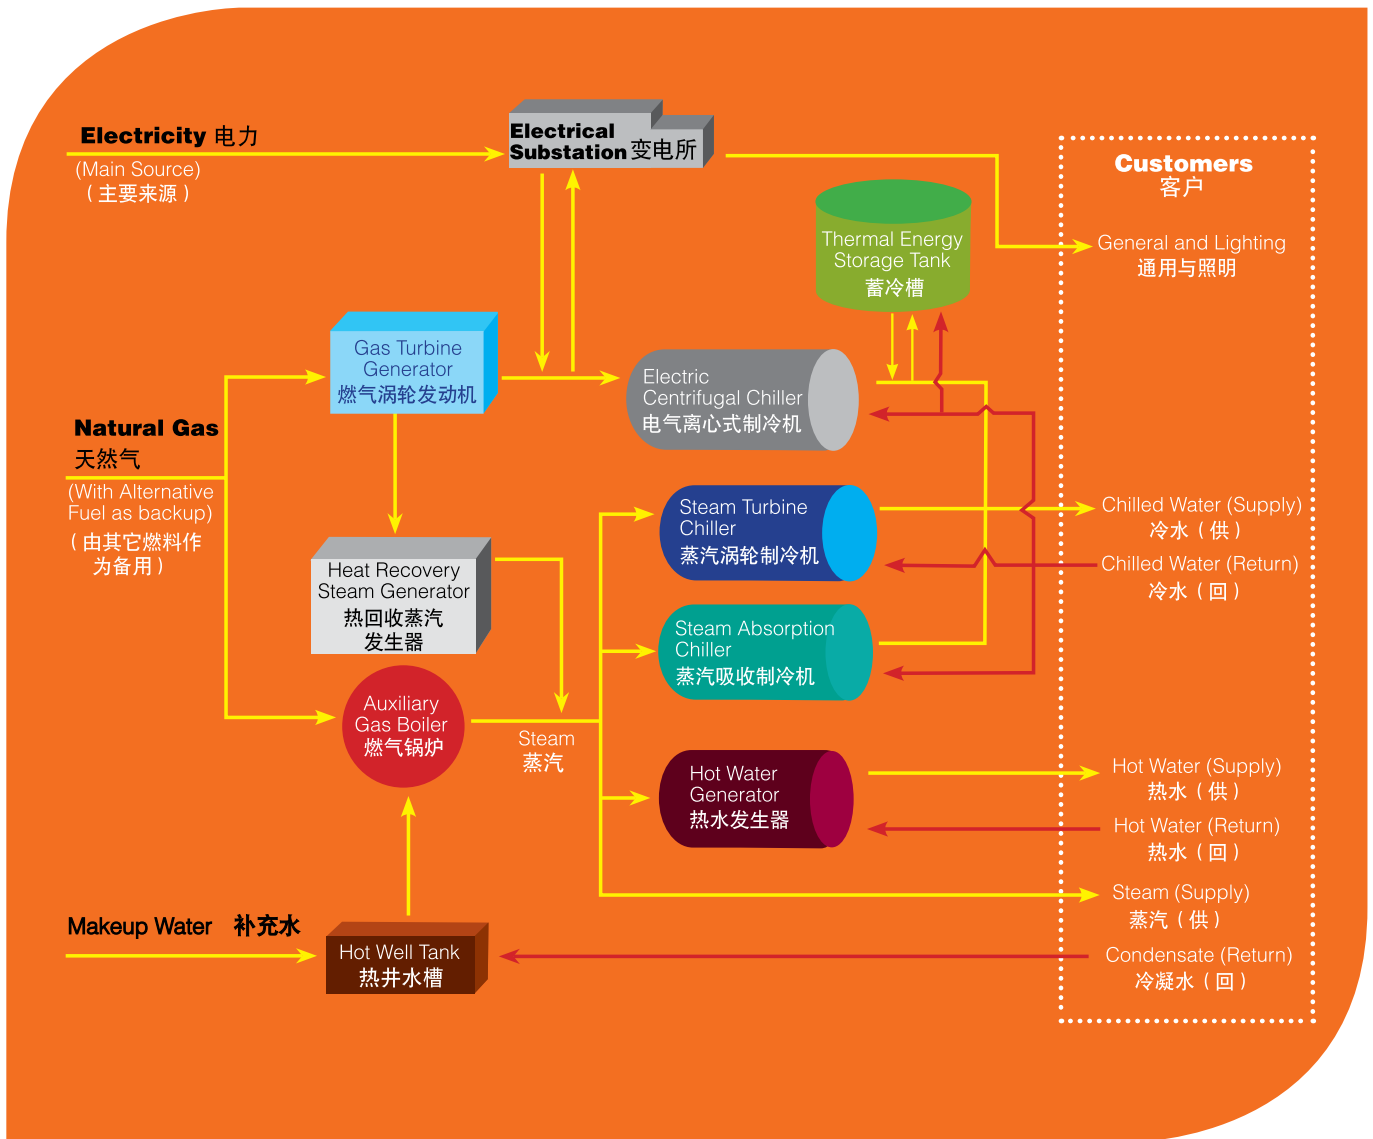 Electricity 电力
(Main Source)
（主要来源）
Electrical
Substation 变电所
Customers
客户
Thermal Energy
Storage Tank
蓄冷槽
General and Lighting
通用与照明
Gas Turbine
Generator
燃气涡轮发动机
Electric
Centrifugal Chiller
电气离心式制冷机
Natural Gas
天然气
(With Alternative
Fuel as backup)
（由其它燃料作
为备用）
Steam Turbine
Chiller
蒸汽涡轮制冷机
Chilled Water (Supply)
冷水（供）
Chilled Water (Return)
冷水（回）
Heat Recovery
Steam Generator
热回收蒸汽
发生器
Steam Absorption
Chiller
蒸汽吸收制冷机
Auxiliary
Gas Boiler
燃气锅炉
Steam
蒸汽
Hot Water
Generator
热水发生器
Hot Water (Supply)
热水（供）
Hot Water (Return)
热水（回）
Steam (Supply)
蒸汽（供）
Makeup Water 补充水
Hot Well Tank
热井水槽
Condensate (Return)
冷凝水（回）